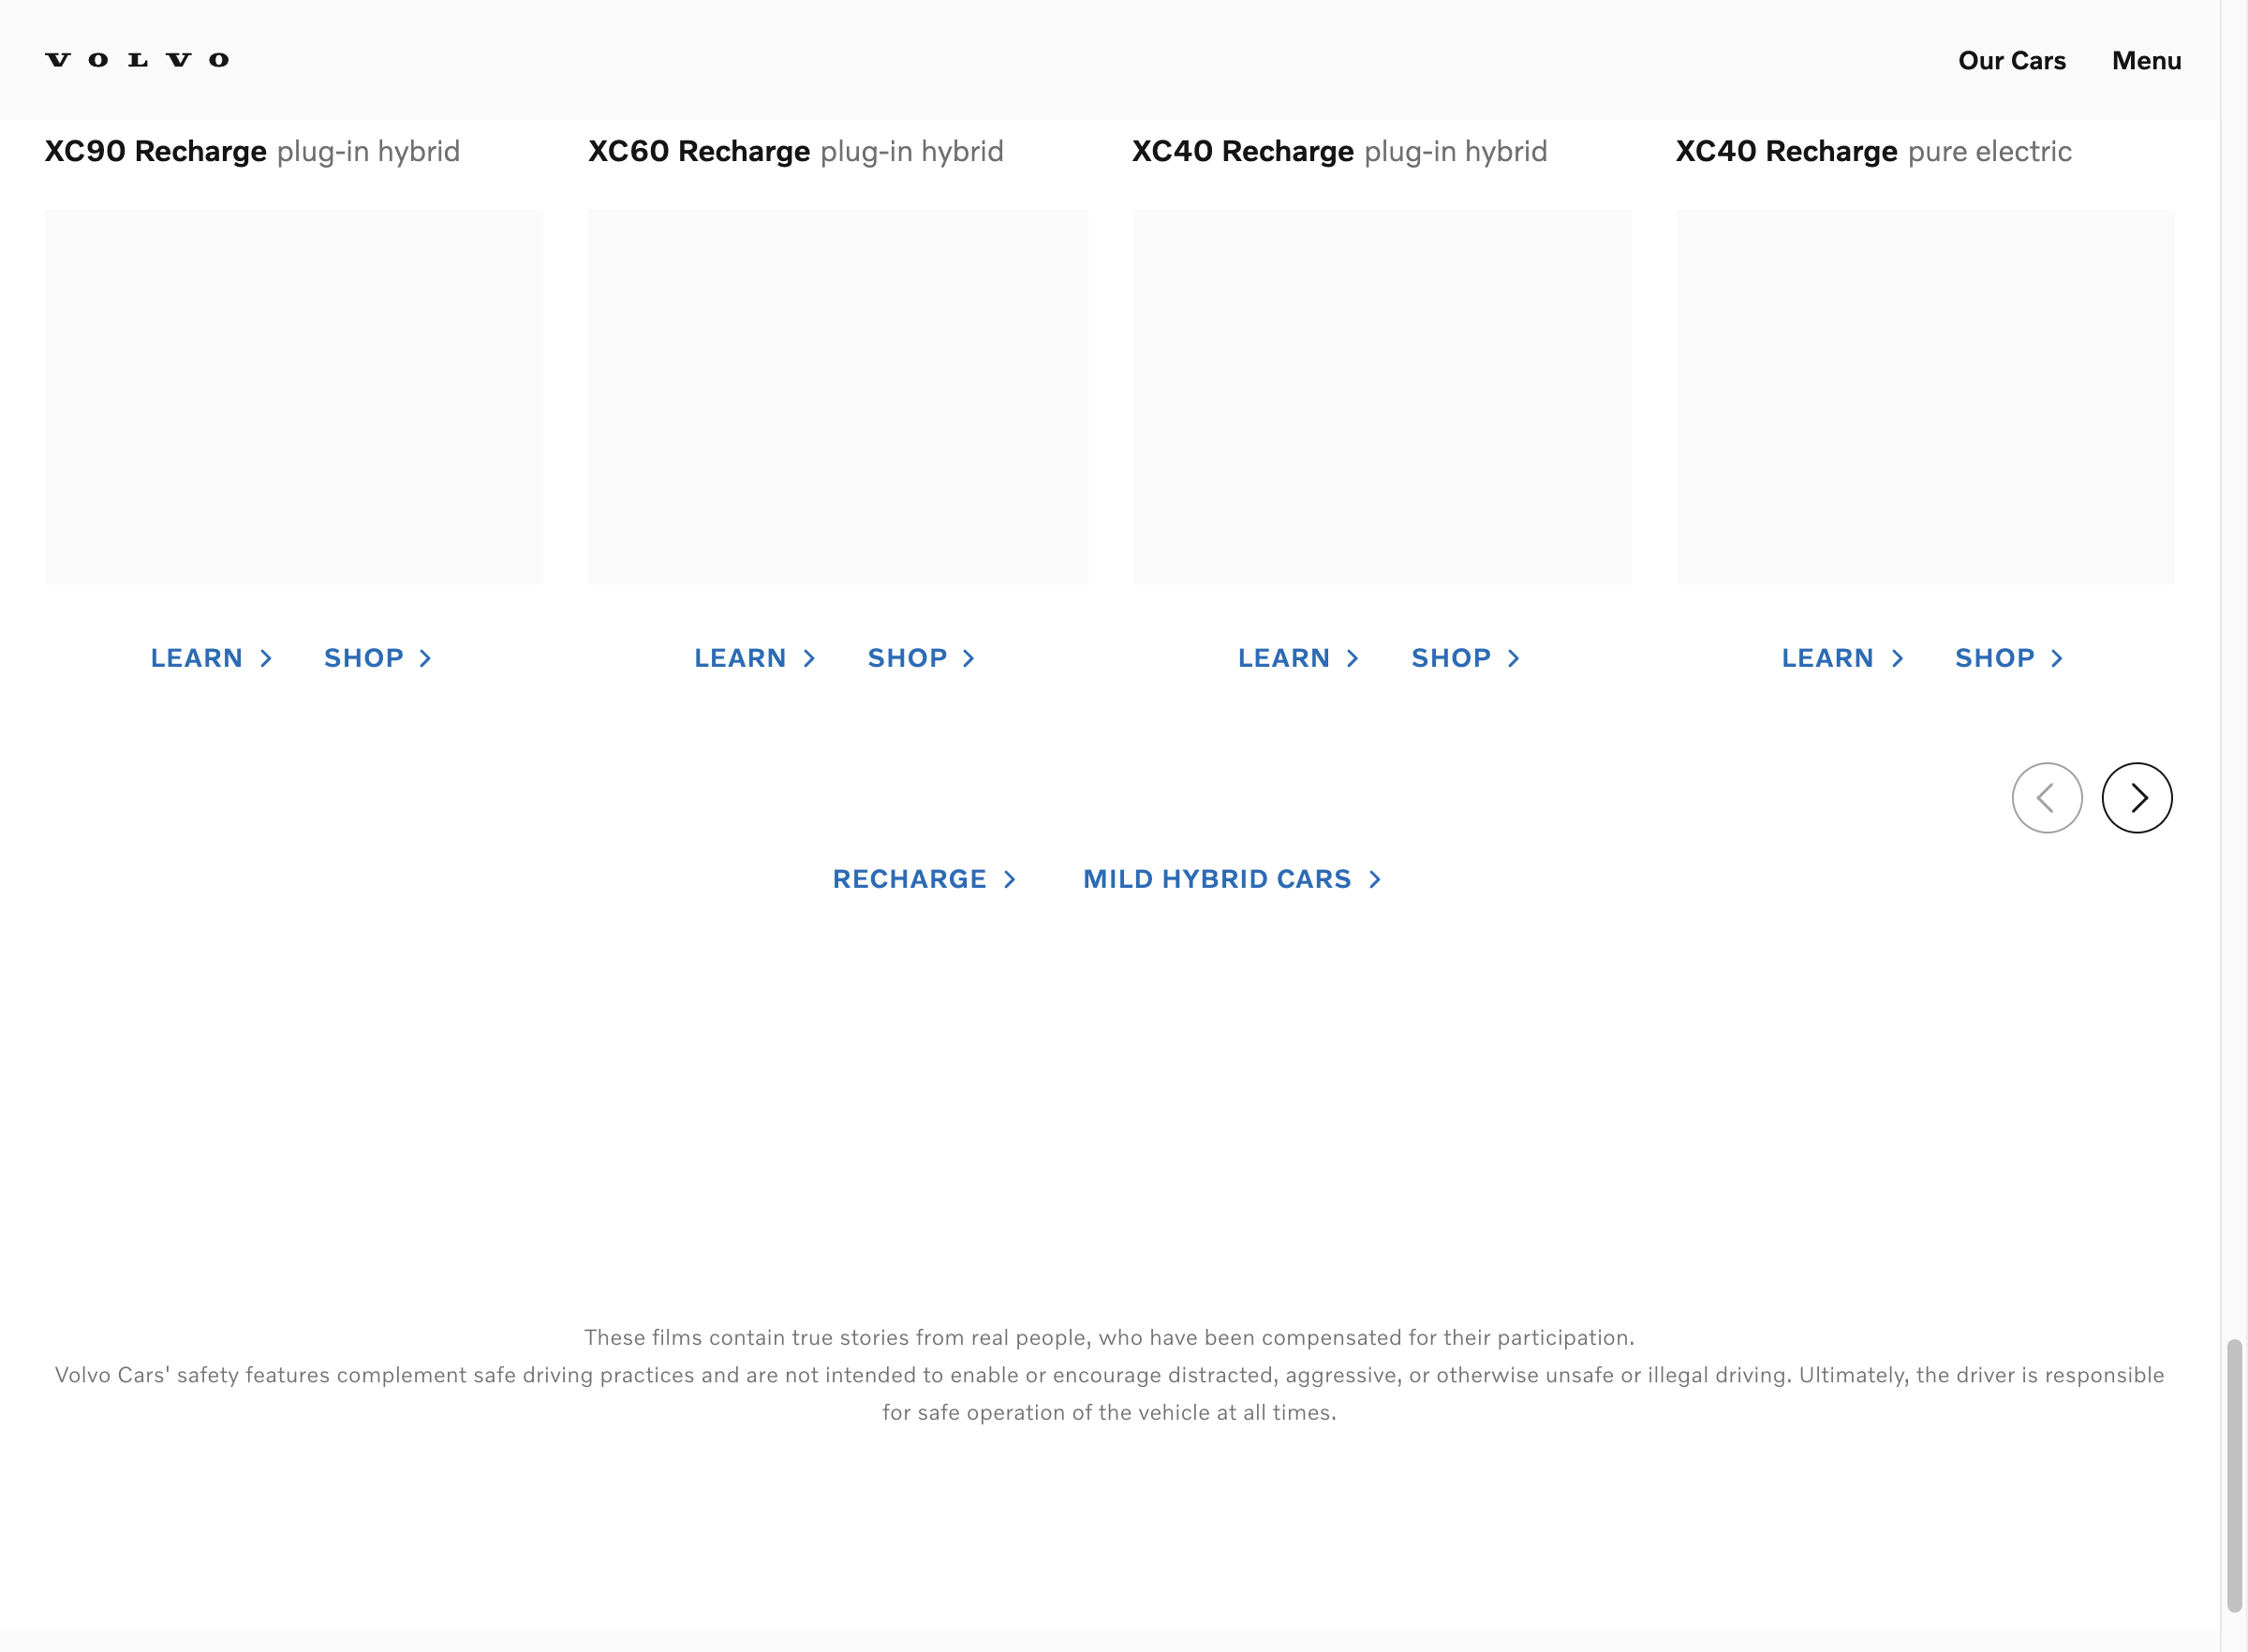 VOLVO
Our Cars
Menu
XC90 Recharge plug-in hybrid
XC60 Recharge plug-in hybrid
XC40 Recharge plug-in hybrid
XC40 Recharge pure electric
LEARN
SHOP
LEARN
SHOP
LEARN
SHOP
LEARN
SHOP
RECHARGE
MILD HYBRID CARS
These films contain true stories from real people, who have been compensated for their participation.
Volvo Cars' safety features complement safe driving practices and are not intended to enable or encourage distracted, aggressive, or otherwise unsafe or illegal driving. Ultimately, the driver is responsible
for safe operation of the vehicle at all times.